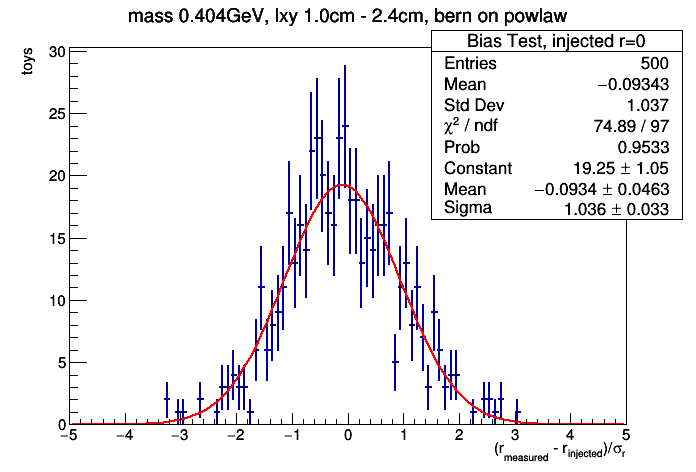 mass 0.404GeV, lxy 1.0cm - 2.4cm, bern on powlaw
Bias Test, injected r=0
Entries 500
Mean −0.09343
Std Dev 1.037
χ² / ndf 74.89 / 97
Prob 0.9533
Constant 19.25 ± 1.05
Mean −0.0934 ± 0.0463
Sigma 1.036 ± 0.033
toys
30
25
20
15
10
5
0
−5 −4 −3 −2 −1 0 1 2 3 4 5
(r_measured - r_injected)/σ_r